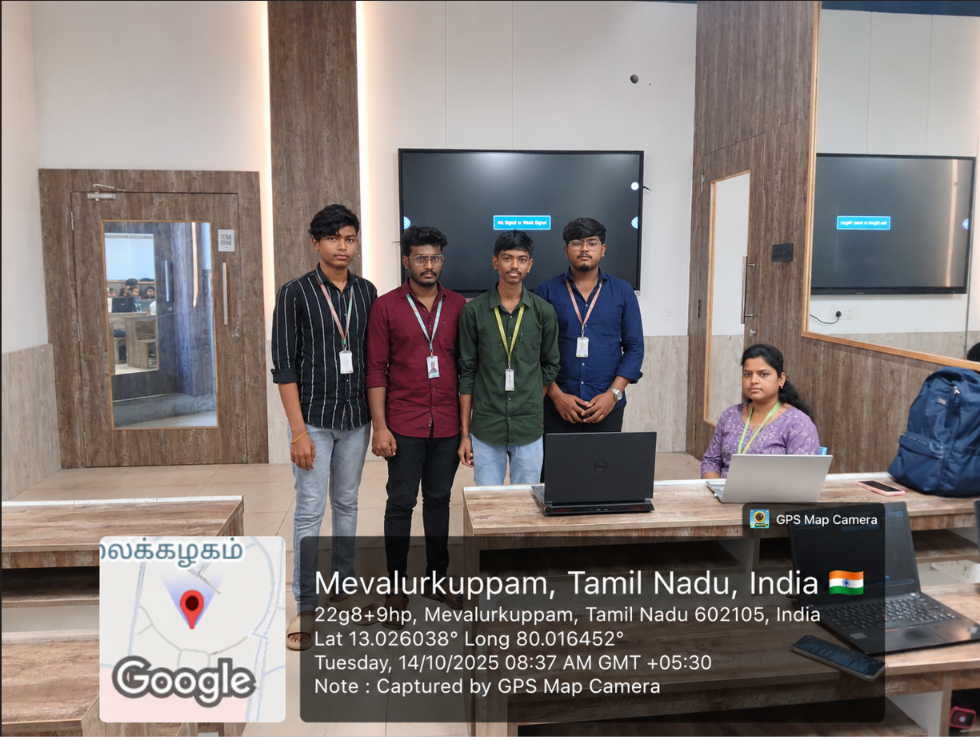 No Signal or Weak Signal
GPS Map Camera
லைக்கழகம்
Google
Mevalurkuppam, Tamil Nadu, India
22g8+9hp, Mevalurkuppam, Tamil Nadu 602105, India
Lat 13.026038° Long 80.016452°
Tuesday, 14/10/2025 08:37 AM GMT +05:30
Note : Captured by GPS Map Camera